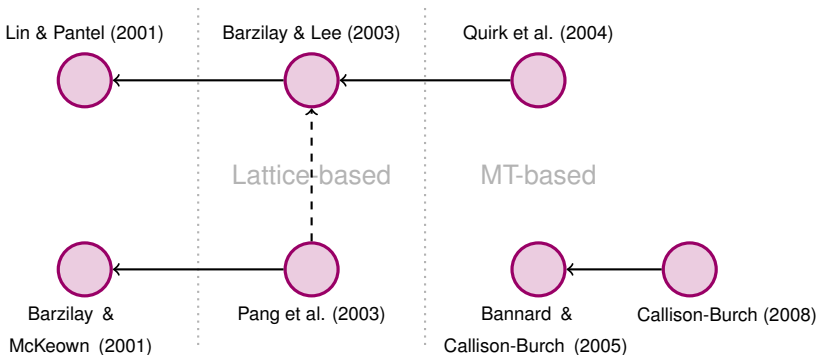 Lin & Pantel (2001)
Barzilay & Lee (2003)
Quirk et al. (2004)
Lattice-based
MT-based
Barzilay &
McKeown (2001)
Pang et al. (2003)
Bannard &
Callison-Burch (2005)
Callison-Burch (2008)